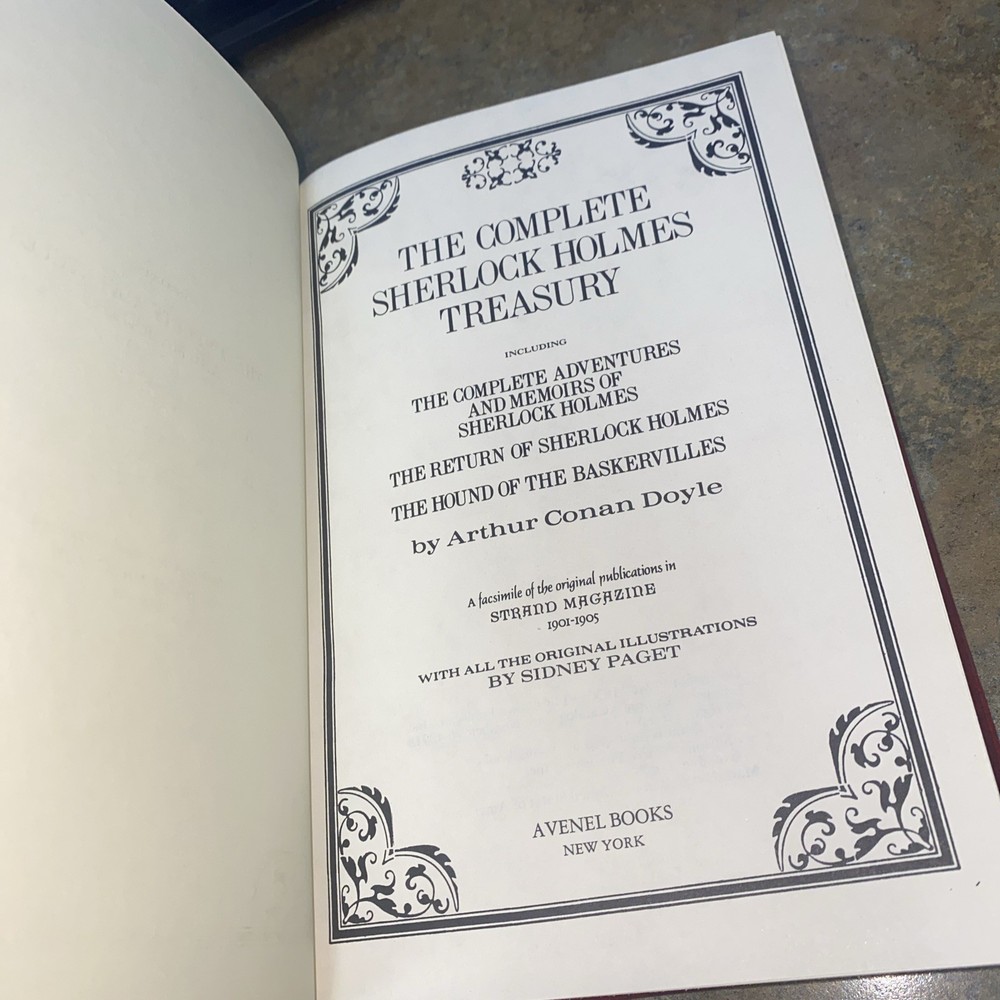 THE COMPLETE
SHERLOCK HOLMES
TREASURY
INCLUDING
THE COMPLETE ADVENTURES
AND MEMOIRS OF
SHERLOCK HOLMES
THE RETURN OF SHERLOCK HOLMES
THE HOUND OF THE BASKERVILLES
by Arthur Conan Doyle
A facsimile of the original publications in
STRAND MAGAZINE
1901-1905
WITH ALL THE ORIGINAL ILLUSTRATIONS
BY SIDNEY PAGET
AVENEL BOOKS
NEW YORK